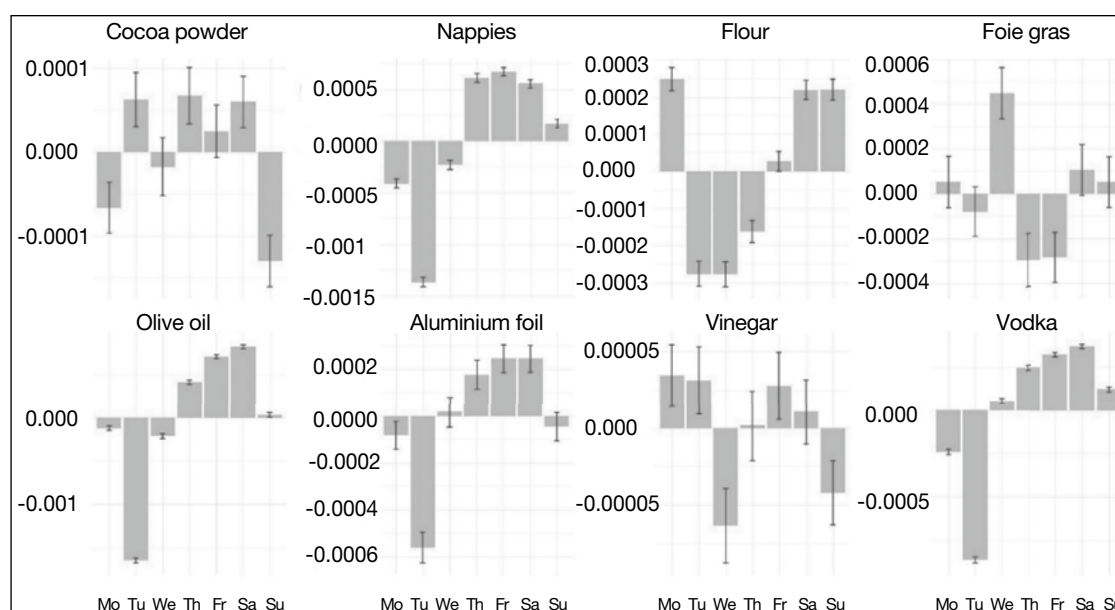 Cocoa powder
0.0001
0.000
-0.0001
Nappies
0.0005
0.0000
-0.0005
-0.001
-0.0015
Flour
0.0003
0.0002
0.0001
0.000
-0.0001
-0.0002
-0.0003
Foie gras
0.0006
0.0004
0.0002
0.000
-0.0002
-0.0004
Olive oil
0.000
-0.001
Aluminium foil
0.0002
0.000
-0.0002
-0.0004
-0.0006
Vinegar
0.00005
0.000
-0.00005
Vodka
0.000
-0.0005
Mo Tu We Th Fr Sa Su
Mo Tu We Th Fr Sa Su
Mo Tu We Th Fr Sa Su
Mo Tu We Th Fr Sa Su